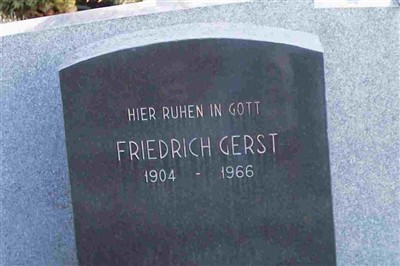 HIER RUHEN IN GOTT
FRIEDRICH GERST
1904 - 1966